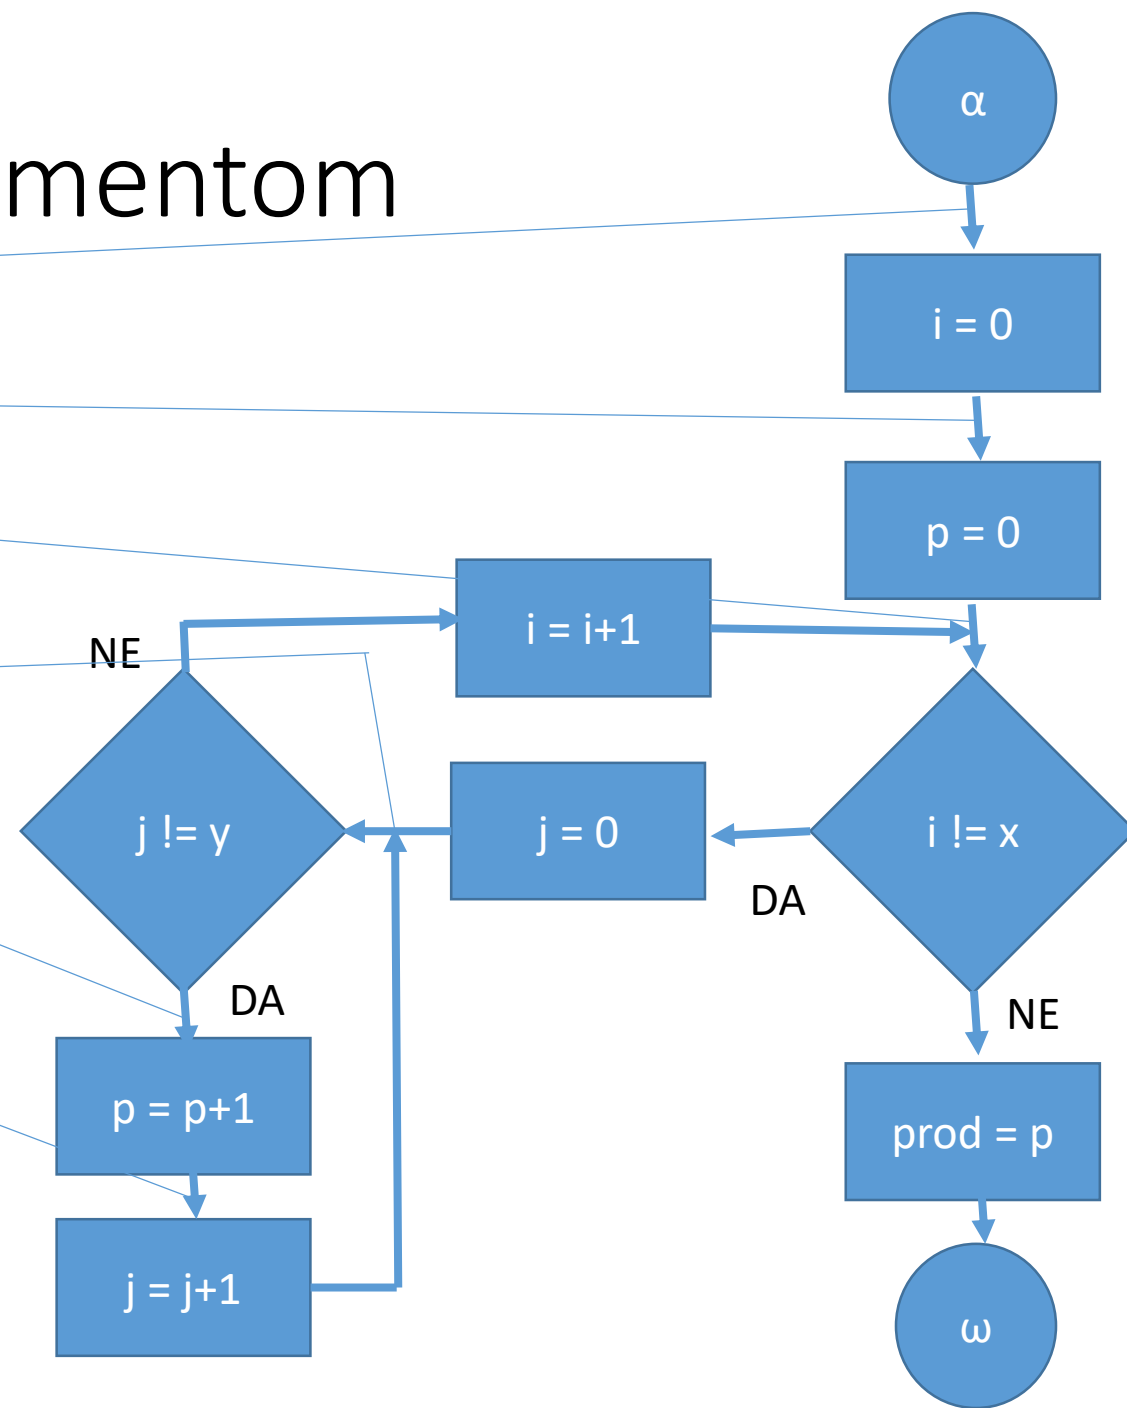 mentom
α
i = 0
p = 0
i = i+1
NE
j != y
j = 0
i != x
DA
DA
NE
p = p+1
prod = p
j = j+1
ω